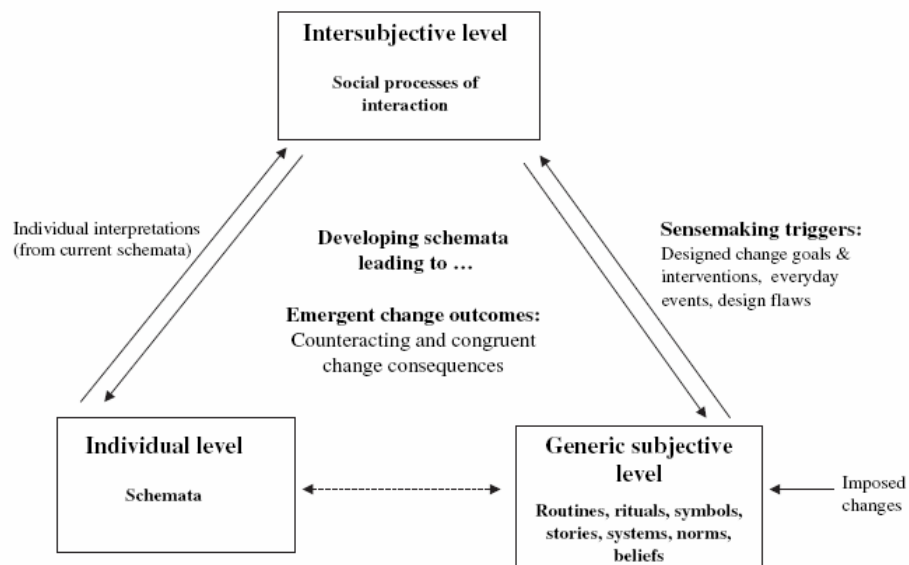 Intersubjective level
Social processes of
interaction
Individual interpretations
(from current schemata)
Developing schemata
leading to …
Emergent change outcomes:
Counteracting and congruent
change consequences
Sensemaking triggers:
Designed change goals &
interventions, everyday
events, design flaws
Individual level
Schemata
Generic subjective
level
Routines, rituals, symbols,
stories, systems, norms,
beliefs
Imposed
changes